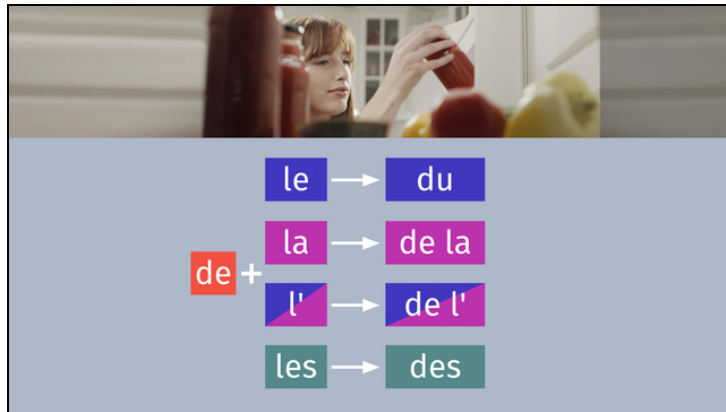 le → du
la → de la
de +
l' → de l'
les → des